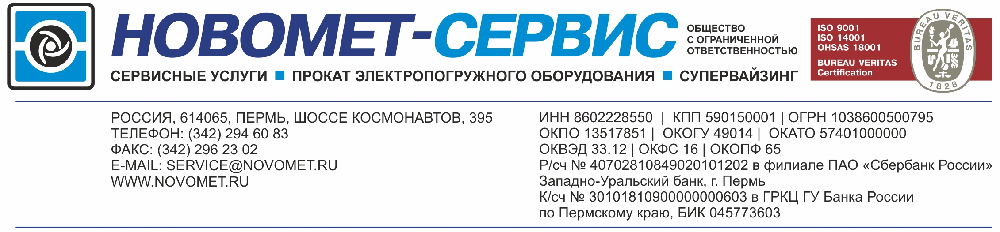 НОВОМЕТ-СЕРВИС
ОБЩЕСТВО
С ОГРАНИЧЕННОЙ
ОТВЕТСТВЕННОСТЬЮ
СЕРВИСНЫЕ УСЛУГИ ■ ПРОКАТ ЭЛЕКТРОПОГРУЖНОГО ОБОРУДОВАНИЯ ■ СУПЕРВАЙЗИНГ
ISO 9001
ISO 14001
OHSAS 18001
BUREAU VERITAS
Certification
BUREAU VERITAS
1828
РОССИЯ, 614065, ПЕРМЬ, ШОССЕ КОСМОНАВТОВ, 395
ТЕЛЕФОН: (342) 294 60 83
ФАКС: (342) 296 23 02
E-MAIL: SERVICE@NOVOMET.RU
WWW.NOVOMET.RU
ИНН 8602228550 | КПП 590150001 | ОГРН 1038600500795
ОКПО 13517851 | ОКОГУ 49014 | ОКАТО 57401000000
ОКВЭД 33.12 | ОКФС 16 | ОКОПФ 65
Р/сч № 40702810849020101202 в филиале ПАО «Сбербанк России»
Западно-Уральский банк, г. Пермь
К/сч № 30101810900000000603 в ГРКЦ ГУ Банка России
по Пермскому краю, БИК 045773603